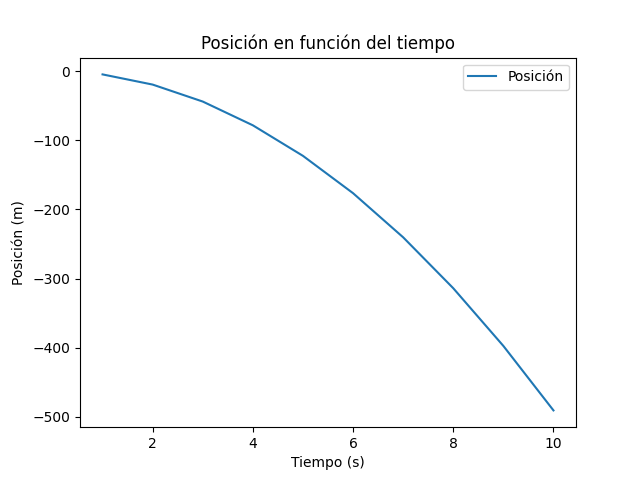 Posición en función del tiempo
Posición
0
−100
−200
−300
−400
−500
Posición (m)
2 4 6 8 10
Tiempo (s)